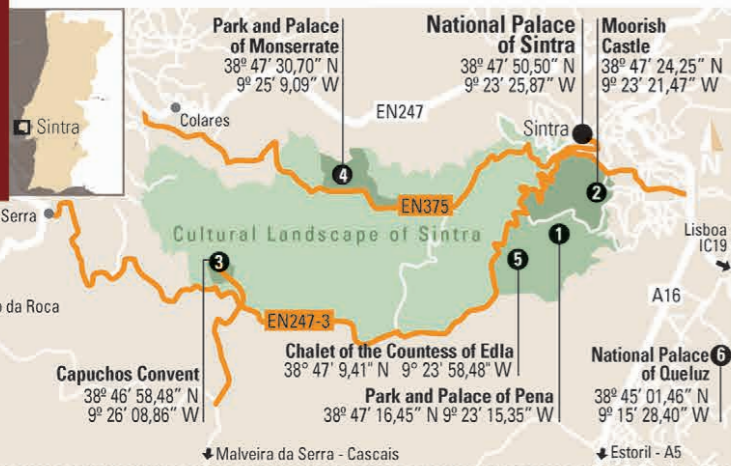 Sintra
Park and Palace
of Monserrate
38º 47' 30,70" N
9º 25' 9,09" W
National Palace
of Sintra
38º 47' 50,50" N
9º 23' 25,87" W
Moorish
Castle
38º 47' 24,25" N
9º 23' 21,47" W
EN247
Colares
Sintra
N
4
2
EN375
Serra
Cultural Landscape of Sintra
1
Lisboa
IC19
3
5
o da Roca
A16
EN247-3
Chalet of the Countess of Edla
38º 47' 9,41" N 9º 23' 58,48" W
Capuchos Convent
38º 46' 58,48" N
9º 26' 08,86" W
Park and Palace of Pena
38º 47' 16,45" N 9º 23' 15,35" W
National Palace 6
of Queluz
38º 45' 01,46" N
9º 15' 28,40" W
Malveira da Serra - Cascais
Estoril - A5